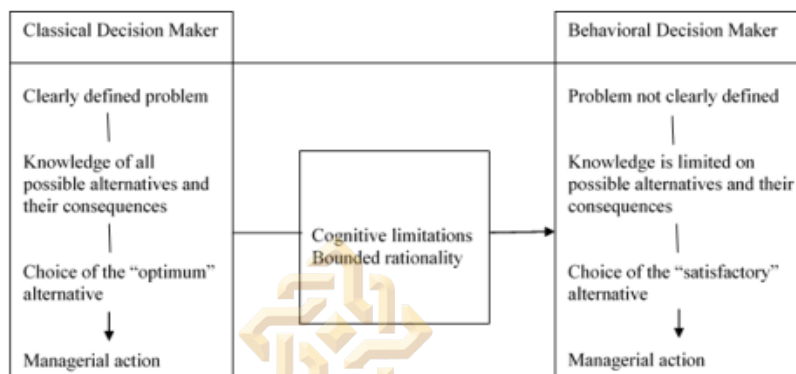 Classical Decision Maker
Clearly defined problem
Knowledge of all
possible alternatives and
their consequences
Choice of the “optimum”
alternative
Managerial action
Cognitive limitations
Bounded rationality
Behavioral Decision Maker
Problem not clearly defined
Knowledge is limited on
possible alternatives and their
consequences
Choice of the “satisfactory”
alternative
Managerial action